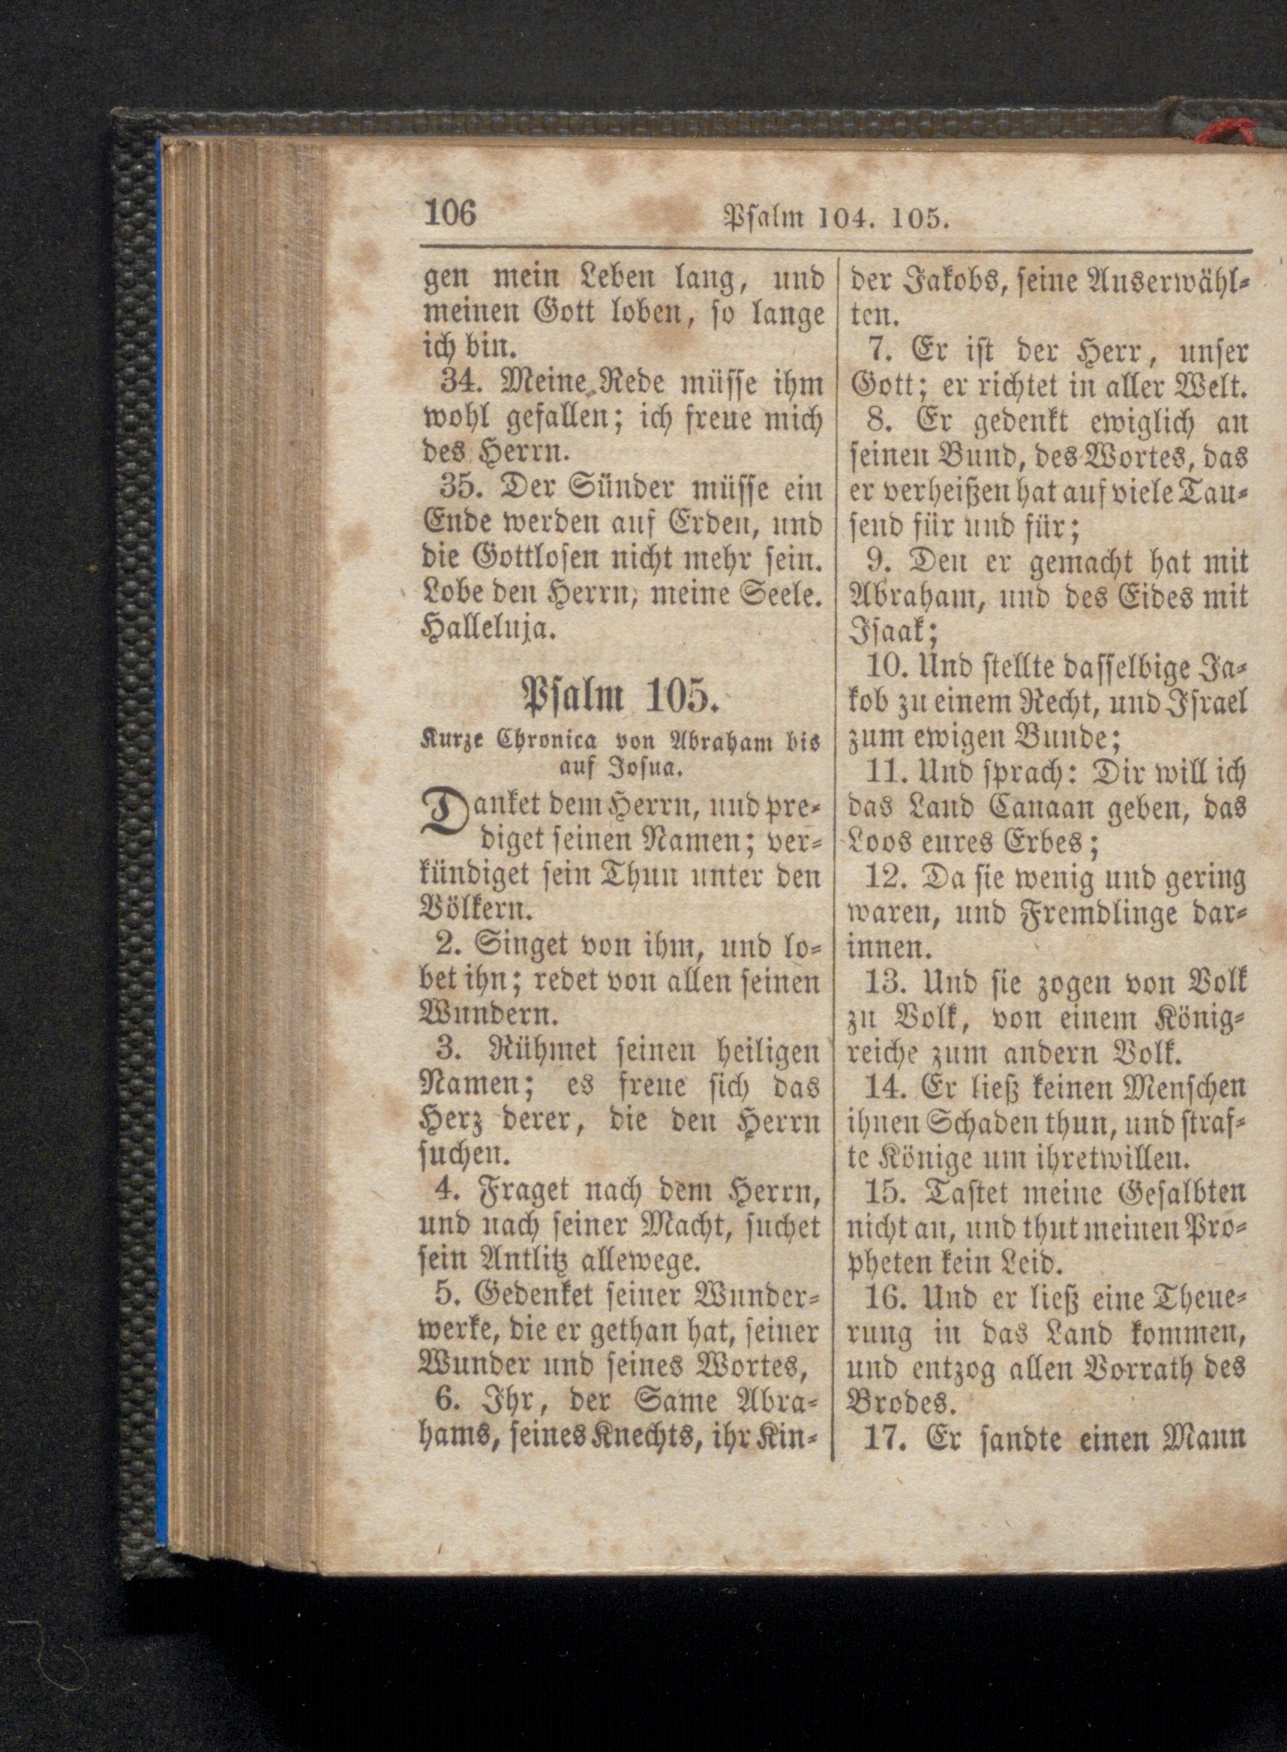 106
Psalm 104. 105.
gen mein Leben lang, und
meinen Gott loben, so lange
ich bin.
34. Meine Rede müsse ihm
wohl gefallen; ich freue mich
des Herrn.
35. Der Sünder müsse ein
Ende werden auf Erden, und
die Gottlosen nicht mehr sein.
Lobe den Herrn, meine Seele.
Halleluja.
Psalm 105.
Kurze Chronica von Abraham bis
auf Josua.
Danket dem Herrn, und pre-
diget seinen Namen; ver-
kündiget sein Thun unter den
Völkern.
2. Singet von ihm, und lo-
bet ihn; redet von allen seinen
Wundern.
3. Rühmet seinen heiligen
Namen; es freue sich das
Herz derer, die den Herrn
suchen.
4. Fraget nach dem Herrn,
und nach seiner Macht, suchet
sein Antlitz allewege.
5. Gedenket seiner Wunder-
werke, die er gethan hat, seiner
Wunder und seines Wortes,
6. Ihr, der Same Abra-
hams, seines Knechts, ihr Kin-
der Jakobs, seine Auserwähl-
ten.
7. Er ist der Herr, unser
Gott; er richtet in aller Welt.
8. Er gedenkt ewiglich an
seinen Bund, des Wortes, das
er verheißen hat auf viele Tau-
send für und für;
9. Den er gemacht hat mit
Abraham, und des Eides mit
Isaak;
10. Und stellte dasselbige Ja-
kob zu einem Recht, und Israel
zum ewigen Bunde;
11. Und sprach: Dir will ich
das Land Canaan geben, das
Loos eures Erbes;
12. Da sie wenig und gering
waren, und Fremdlinge dar-
innen.
13. Und sie zogen von Volk
zu Volk, von einem König-
reiche zum andern Volk.
14. Er ließ keinen Menschen
ihnen Schaden thun, und straf-
te Könige um ihretwillen.
15. Tastet meine Gesalbten
nicht an, und thut meinen Pro-
pheten kein Leid.
16. Und er ließ eine Theue-
rung in das Land kommen,
und entzog allen Vorrath des
Brodes.
17. Er sandte einen Mann